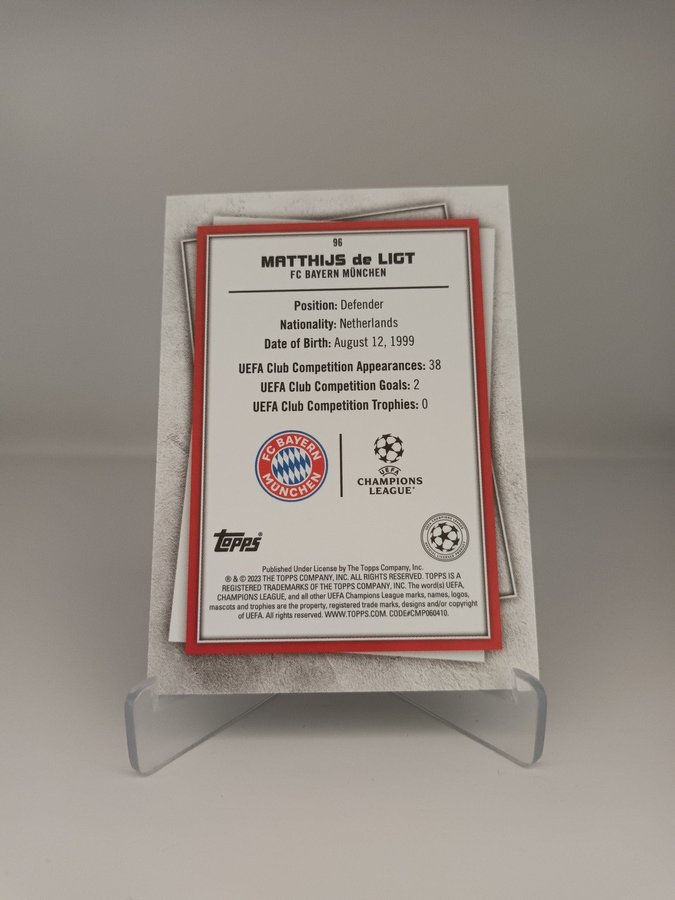 96
MATTHIJS de LIGT
FC BAYERN MÜNCHEN
Position: Defender
Nationality: Netherlands
Date of Birth: August 12, 1999
UEFA Club Competition Appearances: 38
UEFA Club Competition Goals: 2
UEFA Club Competition Trophies: 0
FC BAYERN
MÜNCHEN
UEFA
CHAMPIONS
LEAGUE®
Topps®
Published Under License by The Topps Company, Inc.
® & © 2023 THE TOPPS COMPANY, INC. ALL RIGHTS RESERVED. TOPPS IS A
REGISTERED TRADEMARKS OF THE TOPPS COMPANY, INC. The word(s) UEFA,
CHAMPIONS LEAGUE, and all other UEFA Champions League marks, names, logos,
mascots and trophies are the property, registered trade marks, designs and/or copyright
of UEFA. All rights reserved. WWW.TOPPS.COM. CODE#CMP060410.